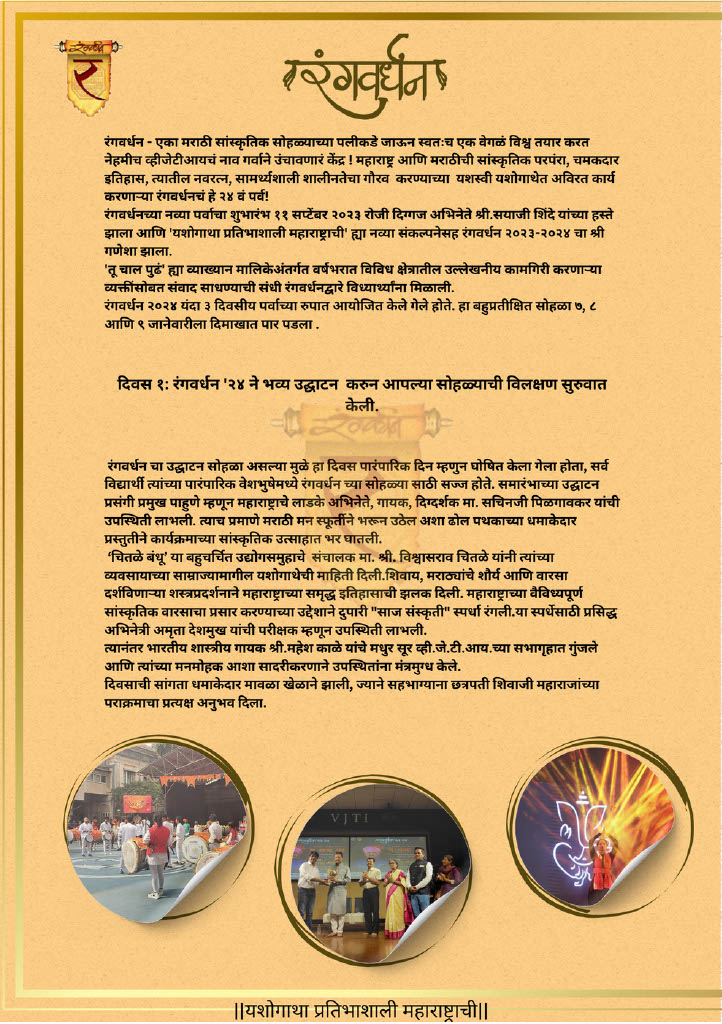 रंगवर्धन
र
रंगवर्धन
रंगवर्धन - एका मराठी सांस्कृतिक सोहळ्याच्या पलीकडे जाऊन स्वतःच एक वेगळं विश्व तयार करत
नेहमीच व्हीजेटीआयचं नाव गर्वाने उंचावणारं केंद्र ! महाराष्ट्र आणि मराठीची सांस्कृतिक परपंरा, चमकदार
इतिहास, त्यातील नवरत्न, सामर्थ्यशाली शालीनतेचा गौरव करण्याच्या यशस्वी यशोगाथेत अविरत कार्य
करणाऱ्या रंगवर्धनचं हे २४ वं पर्व!
रंगवर्धनच्या नव्या पर्वाचा शुभारंभ ११ सप्टेंबर २०२३ रोजी दिग्गज अभिनेते श्री.सयाजी शिंदे यांच्या हस्ते
झाला आणि 'यशोगाथा प्रतिभाशाली महाराष्ट्राची' ह्या नव्या संकल्पनेसह रंगवर्धन २०२३-२०२४ चा श्री
गणेशा झाला.
'तू चाल पुढं' ह्या व्याख्यान मालिकेअंतर्गत वर्षभरात विविध क्षेत्रातील उल्लेखनीय कामगिरी करणाऱ्या
व्यक्तींसोबत संवाद साधण्याची संधी रंगवर्धनद्वारे विध्यार्थ्यांना मिळाली.
रंगवर्धन २०२४ यंदा ३ दिवसीय पर्वाच्या रुपात आयोजित केले गेले होते. हा बहुप्रतीक्षित सोहळा ७, ८
आणि ९ जानेवारीला दिमाखात पार पडला .
दिवस १: रंगवर्धन '२४ ने भव्य उद्घाटन करुन आपल्या सोहळ्याची विलक्षण सुरुवात
केली.
रंगवर्धन चा उद्घाटन सोहळा असल्या मुळे हा दिवस पारंपारिक दिन म्हणुन घोषित केला गेला होता, सर्व
विद्यार्थी त्यांच्या पारंपारिक वेशभुषेमध्ये रंगवर्धन च्या सोहळ्या साठी सज्ज होते. समारंभाच्या उद्घाटन
प्रसंगी प्रमुख पाहुणे म्हणून महाराष्ट्राचे लाडके अभिनेते, गायक, दिग्दर्शक मा. सचिनजी पिळगावकर यांची
उपस्थिती लाभली. त्याच प्रमाणे मराठी मन स्फूर्तीने भरून उठेल अशा ढोल पथकाच्या धमाकेदार
प्रस्तुतीने कार्यक्रमाच्या सांस्कृतिक उत्साहात भर घातली.
‘चितळे बंधू’ या बहुचर्चित उद्योगसमुहाचे संचालक मा. श्री. विश्वासराव चितळे यांनी त्यांच्या
व्यवसायाच्या साम्राज्यामागील यशोगाथेची माहिती दिली.शिवाय, मराठ्यांचे शौर्य आणि वारसा
दर्शविणाऱ्या शस्त्रप्रदर्शनाने महाराष्ट्राच्या समृद्ध इतिहासाची झलक दिली. महाराष्ट्राच्या वैविध्यपूर्ण
सांस्कृतिक वारसाचा प्रसार करण्याच्या उद्देशाने दुपारी "साज संस्कृती" स्पर्धा रंगली.या स्पर्धेसाठी प्रसिद्ध
अभिनेत्री अमृता देशमुख यांची परीक्षक म्हणून उपस्थिती लाभली.
त्यानंतर भारतीय शास्त्रीय गायक श्री.महेश काळे यांचे मधुर सूर व्ही.जे.टी.आय.च्या सभागृहात गुंजले
आणि त्यांच्या मनमोहक आशा सादरीकरणाने उपस्थितांना मंत्रमुग्ध केले.
दिवसाची सांगता धमाकेदार मावळा खेळाने झाली, ज्याने सहभाग्याना छत्रपती शिवाजी महाराजांच्या
पराक्रमाचा प्रत्यक्ष अनुभव दिला.
VJTI
||यशोगाथा प्रतिभाशाली महाराष्ट्राची||